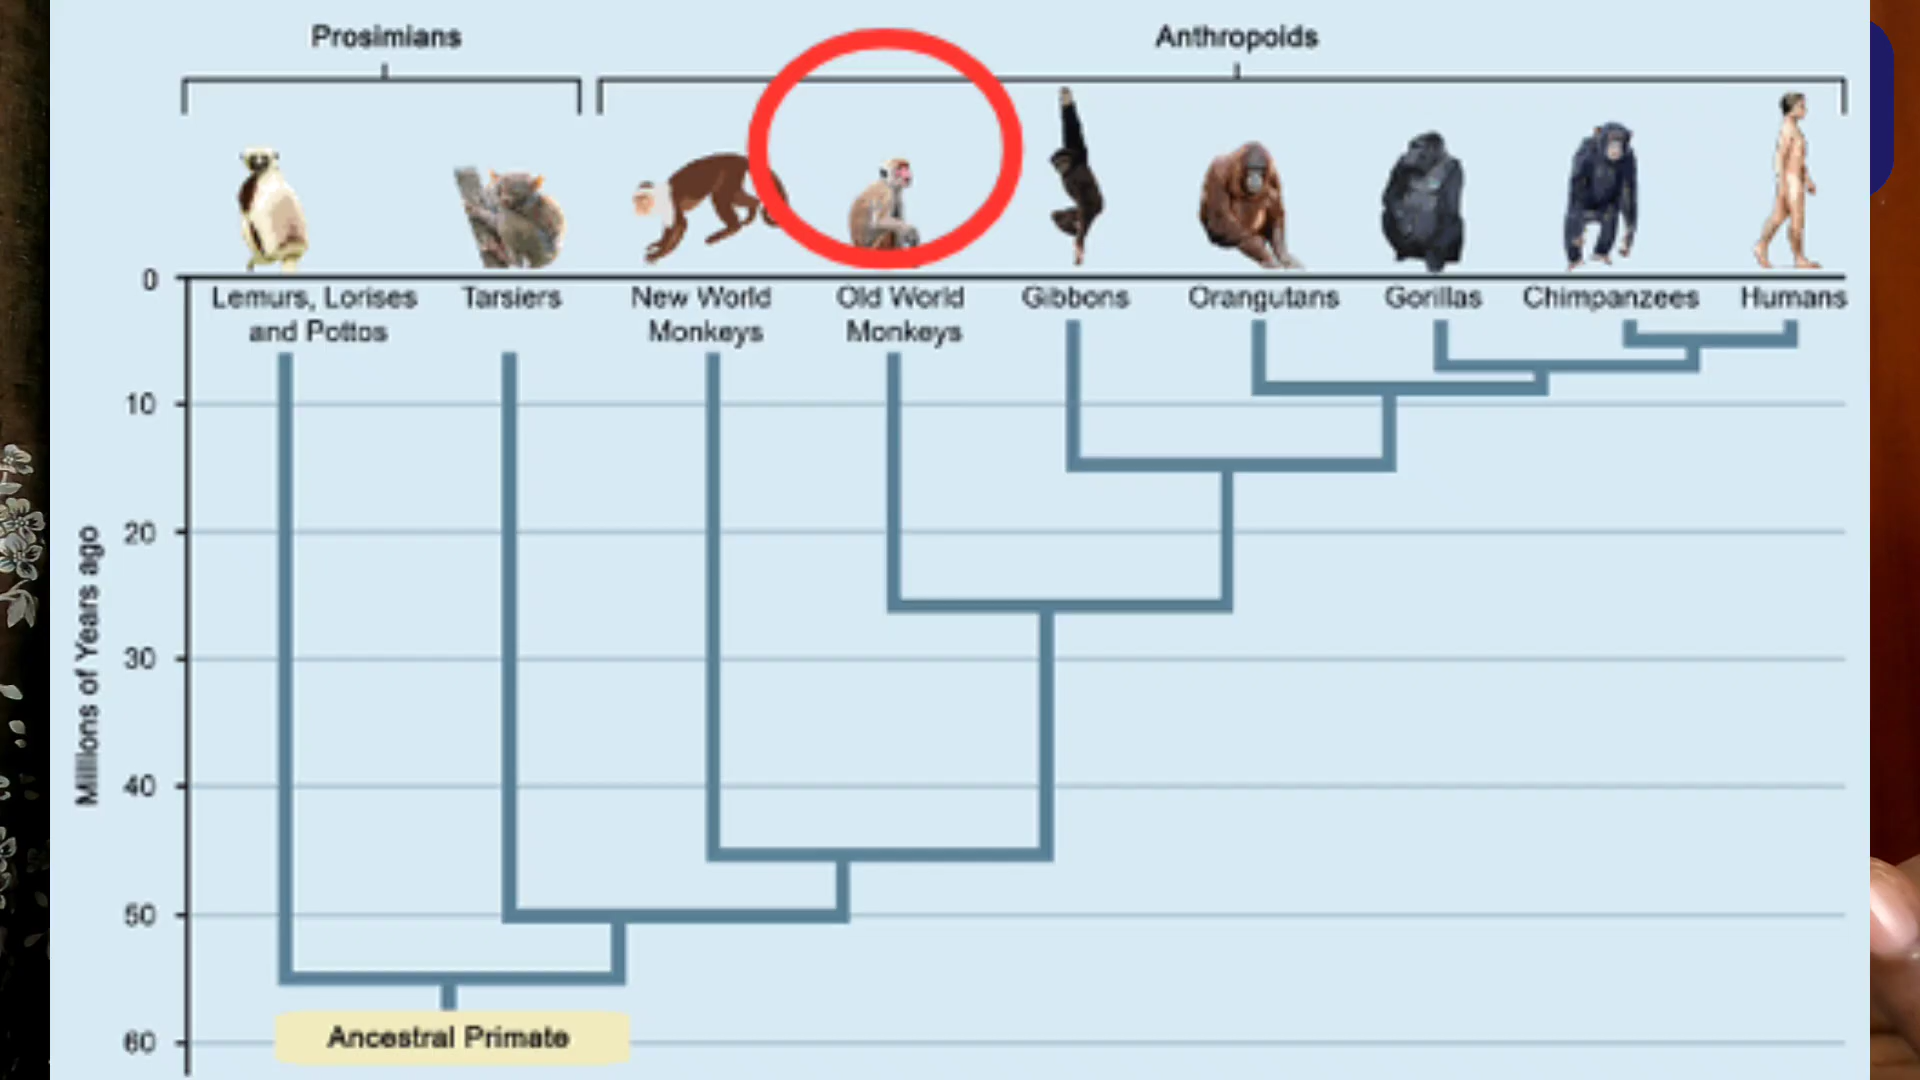 Prosimians
Anthropoids
0
Lemurs, Lorises
and Pottos
Tarsiers
New World
Monkeys
Old World
Monkeys
Gibbons
Orangutans
Gorillas
Chimpanzees
Humans
10
20
30
40
50
60
Millions of Years ago
Ancestral Primate